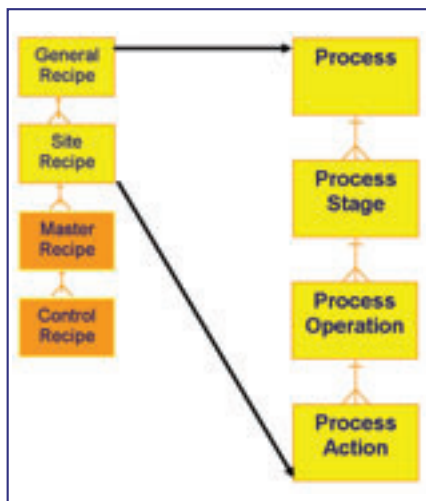 General
Recipe
Site
Recipe
Master
Recipe
Control
Recipe
Process
Process
Stage
Process
Operation
Process
Action